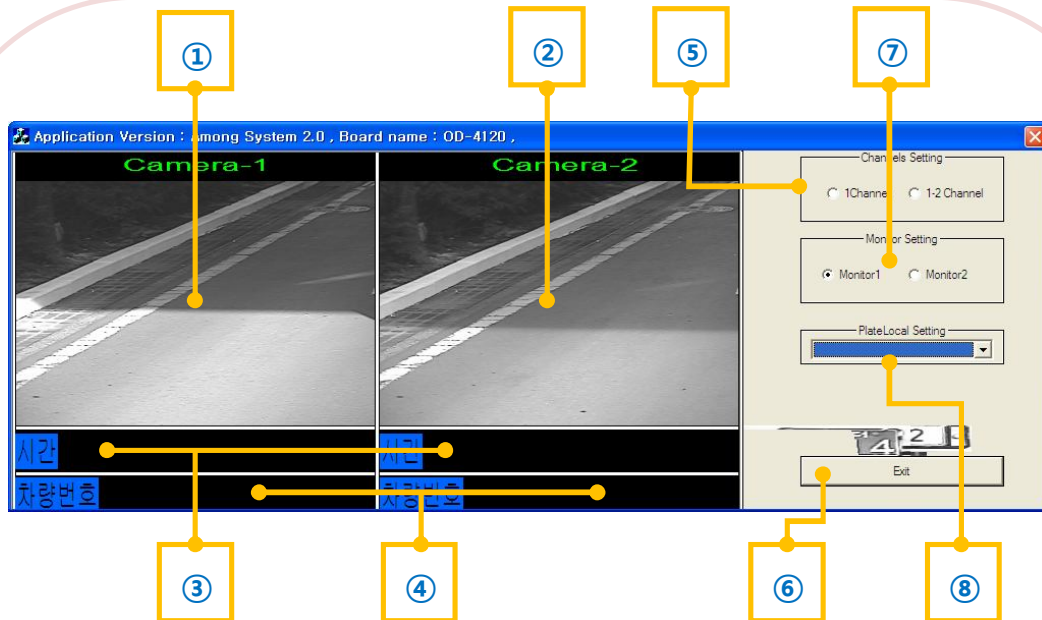 ① ② ⑤ ⑦
Application Version : Among System 2.0 , Board name : OD-4120 ,
Camera-1
Camera-2
시간
시간
차량번호
차량번호
Channels Setting
1Channel
1-2 Channel
Monitor Setting
Monitor1
Monitor2
PlateLocal Setting
4 2
Exit
③ ④ ⑥ ⑧